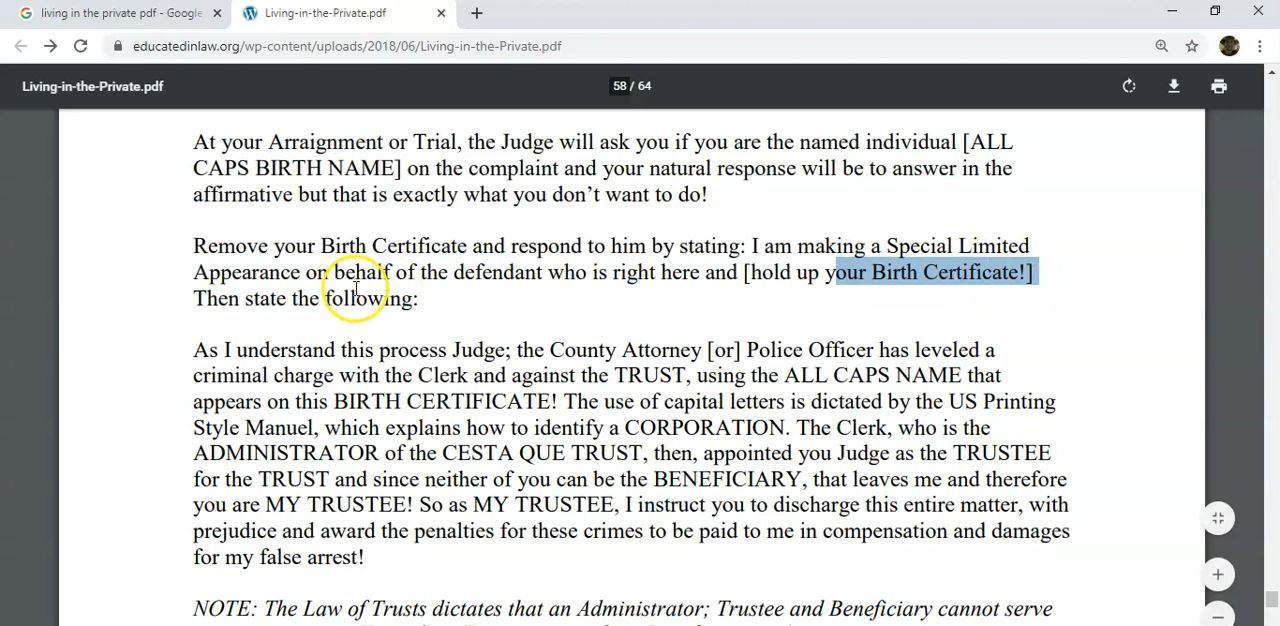 living in the private pdf - Google
Living-in-the-Private.pdf
educatedinlaw.org/wp-content/uploads/2018/06/Living-in-the-Private.pdf
Living-in-the-Private.pdf
58 / 64
At your Arraignment or Trial, the Judge will ask you if you are the named individual [ALL
CAPS BIRTH NAME] on the complaint and your natural response will be to answer in the
affirmative but that is exactly what you don’t want to do!
Remove your Birth Certificate and respond to him by stating: I am making a Special Limited
Appearance on behalf of the defendant who is right here and [hold up your Birth Certificate!]
Then state the following:
As I understand this process Judge; the County Attorney [or] Police Officer has leveled a
criminal charge with the Clerk and against the TRUST, using the ALL CAPS NAME that
appears on this BIRTH CERTIFICATE! The use of capital letters is dictated by the US Printing
Style Manuel, which explains how to identify a CORPORATION. The Clerk, who is the
ADMINISTRATOR of the CESTA QUE TRUST, then, appointed you Judge as the TRUSTEE
for the TRUST and since neither of you can be the BENEFICIARY, that leaves me and therefore
you are MY TRUSTEE! So as MY TRUSTEE, I instruct you to discharge this entire matter, with
prejudice and award the penalties for these crimes to be paid to me in compensation and damages
for my false arrest!
NOTE: The Law of Trusts dictates that an Administrator; Trustee and Beneficiary cannot serve